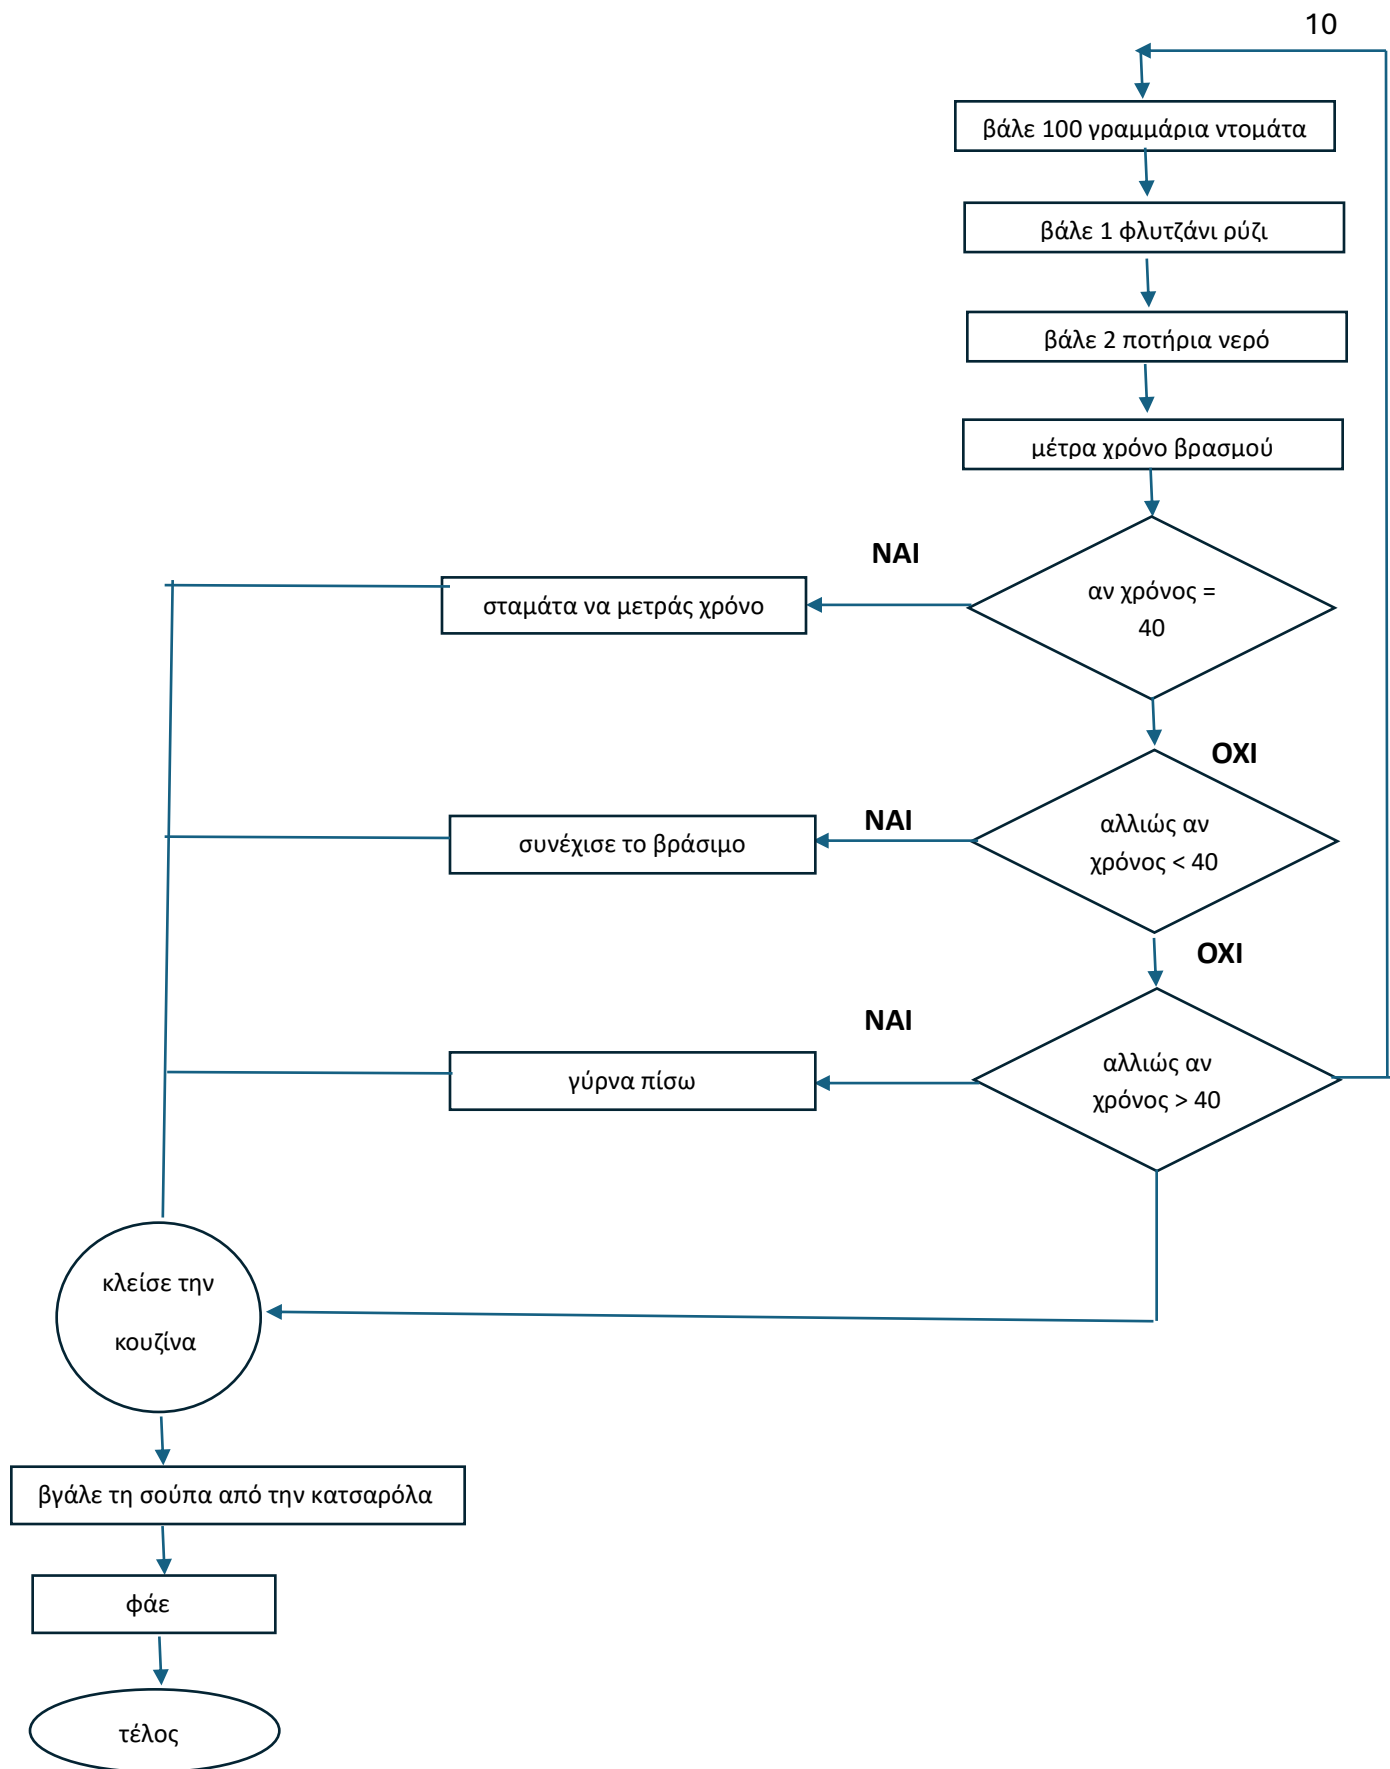 10
βάλε 100 γραμμάρια ντομάτα
βάλε 1 φλυτζάνι ρύζι
βάλε 2 ποτήρια νερό
μέτρα χρόνο βρασμού
ΝΑΙ
αν χρόνος =
40
σταμάτα να μετράς χρόνο
ΟΧΙ
ΝΑΙ
αλλιώς αν
χρόνος < 40
συνέχισε το βράσιμο
ΟΧΙ
ΝΑΙ
αλλιώς αν
χρόνος > 40
γύρνα πίσω
κλείσε την
κουζίνα
βγάλε τη σούπα από την κατσαρόλα
φάε
τέλος